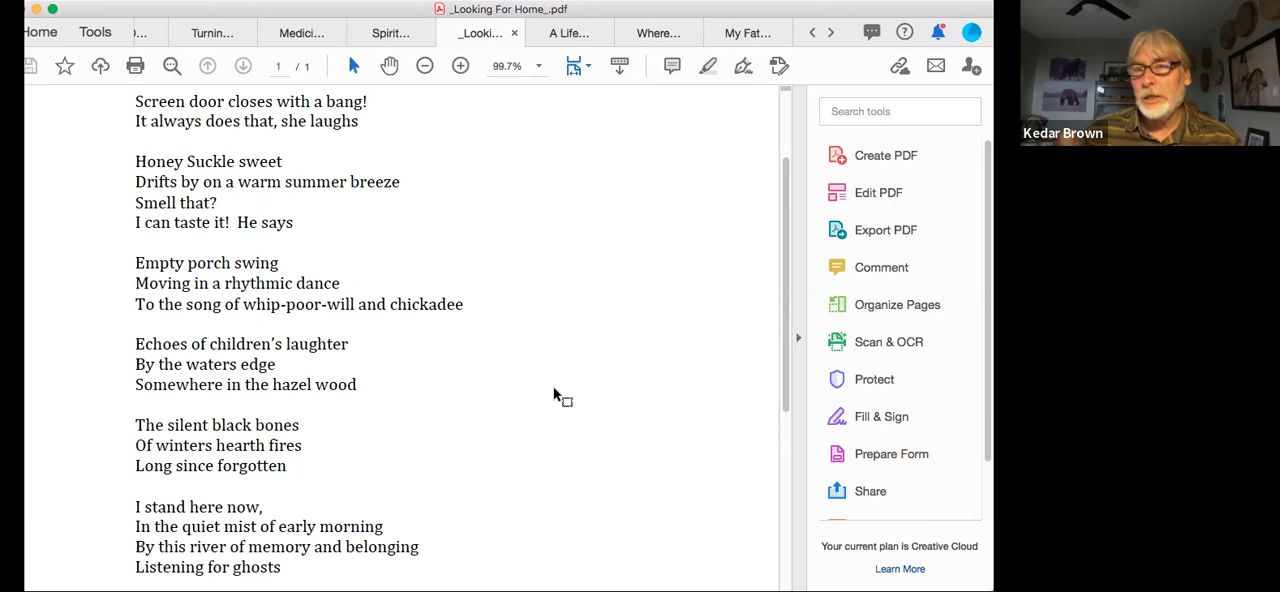 _Looking For Home_.pdf
Home
Tools
D...
Turnin...
Medici...
Spirit...
_Looki...
A Life...
Where...
My Fat...
1 / 1
99.7%
Screen door closes with a bang!
It always does that, she laughs
Honey Suckle sweet
Drifts by on a warm summer breeze
Smell that?
I can taste it!  He says
Empty porch swing
Moving in a rhythmic dance
To the song of whip-poor-will and chickadee
Echoes of children’s laughter
By the waters edge
Somewhere in the hazel wood
The silent black bones
Of winters hearth fires
Long since forgotten
I stand here now,
In the quiet mist of early morning
By this river of memory and belonging
Listening for ghosts
Search tools
Create PDF
Edit PDF
Export PDF
Comment
Organize Pages
Scan & OCR
Protect
Fill & Sign
Prepare Form
Share
Your current plan is Creative Cloud
Learn More
Kedar Brown